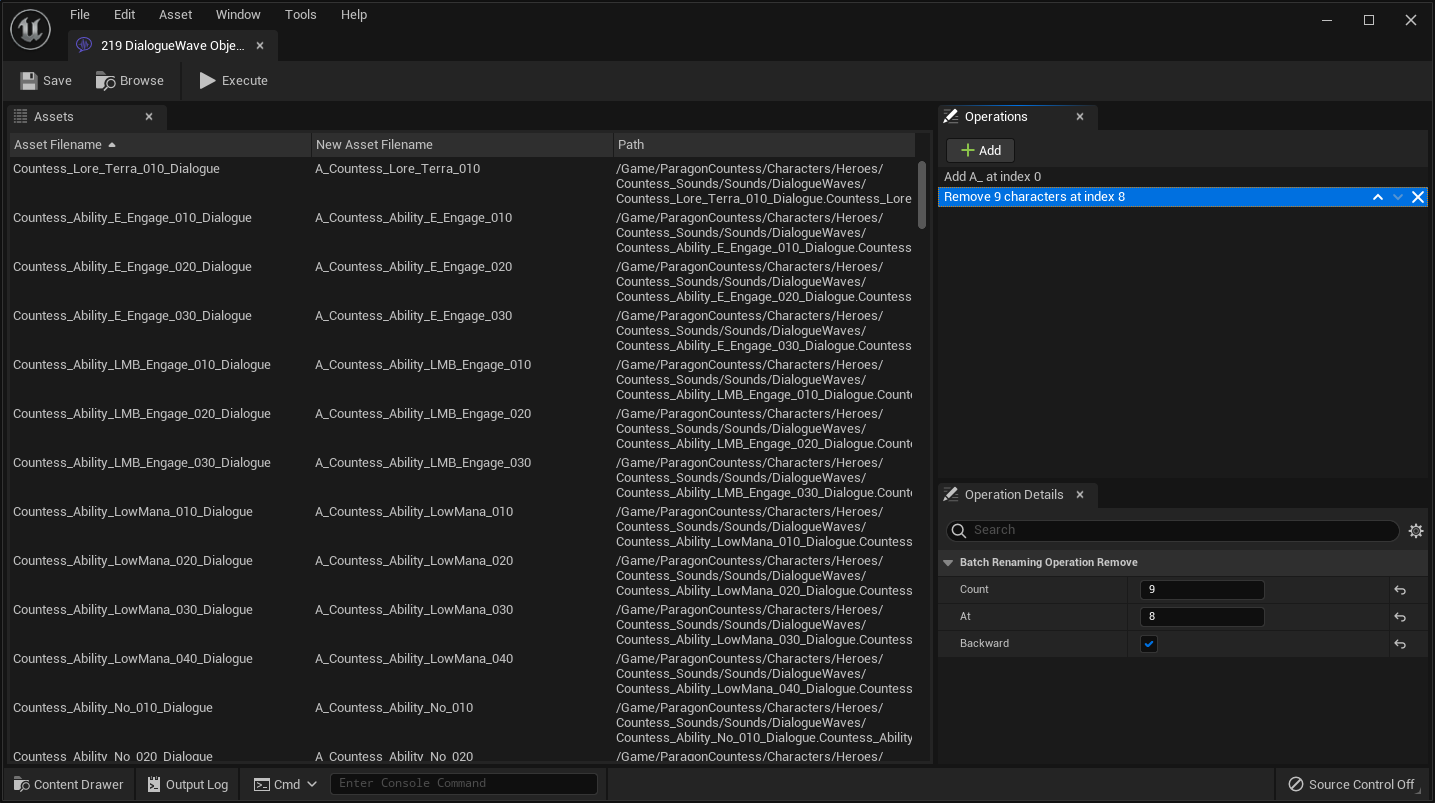 File Edit Asset Window Tools Help
219 DialogueWave Obje...
Save Browse Execute
Assets
Asset Filename New Asset Filename Path
Countess_Lore_Terra_010_Dialogue A_Countess_Lore_Terra_010 /Game/ParagonCountess/Characters/Heroes/
Countess_Sounds/Sounds/DialogueWaves/
Countess_Lore_Terra_010_Dialogue.Countess_Lore
Countess_Ability_E_Engage_010_Dialogue A_Countess_Ability_E_Engage_010 /Game/ParagonCountess/Characters/Heroes/
Countess_Sounds/Sounds/DialogueWaves/
Countess_Ability_E_Engage_010_Dialogue.Countess
Countess_Ability_E_Engage_020_Dialogue A_Countess_Ability_E_Engage_020 /Game/ParagonCountess/Characters/Heroes/
Countess_Sounds/Sounds/DialogueWaves/
Countess_Ability_E_Engage_020_Dialogue.Countess
Countess_Ability_E_Engage_030_Dialogue A_Countess_Ability_E_Engage_030 /Game/ParagonCountess/Characters/Heroes/
Countess_Sounds/Sounds/DialogueWaves/
Countess_Ability_E_Engage_030_Dialogue.Countess
Countess_Ability_LMB_Engage_010_Dialogue A_Countess_Ability_LMB_Engage_010 /Game/ParagonCountess/Characters/Heroes/
Countess_Sounds/Sounds/DialogueWaves/
Countess_Ability_LMB_Engage_010_Dialogue.Count
Countess_Ability_LMB_Engage_020_Dialogue A_Countess_Ability_LMB_Engage_020 /Game/ParagonCountess/Characters/Heroes/
Countess_Sounds/Sounds/DialogueWaves/
Countess_Ability_LMB_Engage_020_Dialogue.Count
Countess_Ability_LMB_Engage_030_Dialogue A_Countess_Ability_LMB_Engage_030 /Game/ParagonCountess/Characters/Heroes/
Countess_Sounds/Sounds/DialogueWaves/
Countess_Ability_LMB_Engage_030_Dialogue.Count
Countess_Ability_LowMana_010_Dialogue A_Countess_Ability_LowMana_010 /Game/ParagonCountess/Characters/Heroes/
Countess_Sounds/Sounds/DialogueWaves/
Countess_Ability_LowMana_010_Dialogue.Countess
Countess_Ability_LowMana_020_Dialogue A_Countess_Ability_LowMana_020 /Game/ParagonCountess/Characters/Heroes/
Countess_Sounds/Sounds/DialogueWaves/
Countess_Ability_LowMana_020_Dialogue.Countess
Countess_Ability_LowMana_030_Dialogue A_Countess_Ability_LowMana_030 /Game/ParagonCountess/Characters/Heroes/
Countess_Sounds/Sounds/DialogueWaves/
Countess_Ability_LowMana_030_Dialogue.Countess
Countess_Ability_LowMana_040_Dialogue A_Countess_Ability_LowMana_040 /Game/ParagonCountess/Characters/Heroes/
Countess_Sounds/Sounds/DialogueWaves/
Countess_Ability_LowMana_040_Dialogue.Countess
Countess_Ability_No_010_Dialogue A_Countess_Ability_No_010 /Game/ParagonCountess/Characters/Heroes/
Countess_Sounds/Sounds/DialogueWaves/
Countess_Ability_No_010_Dialogue.Countess_Ability
Countess_Ability_No_020_Dialogue A_Countess_Ability_No_020 /Game/ParagonCountess/Characters/Heroes/
Operations
Add
Add A_ at index 0
Remove 9 characters at index 8
Operation Details
Search
Batch Renaming Operation Remove
Count 9
At 8
Backward
Content Drawer Output Log Cmd Enter Console Command Source Control Off